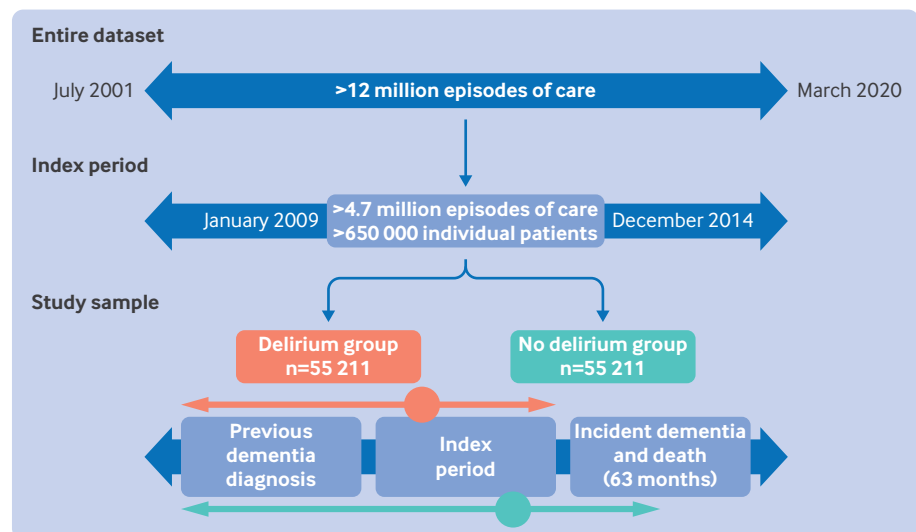 Entire dataset
July 2001
>12 million episodes of care
March 2020
Index period
January 2009
>4.7 million episodes of care
>650 000 individual patients
December 2014
Study sample
Delirium group
n=55 211
No delirium group
n=55 211
Previous
dementia
diagnosis
Index
period
Incident dementia
and death
(63 months)